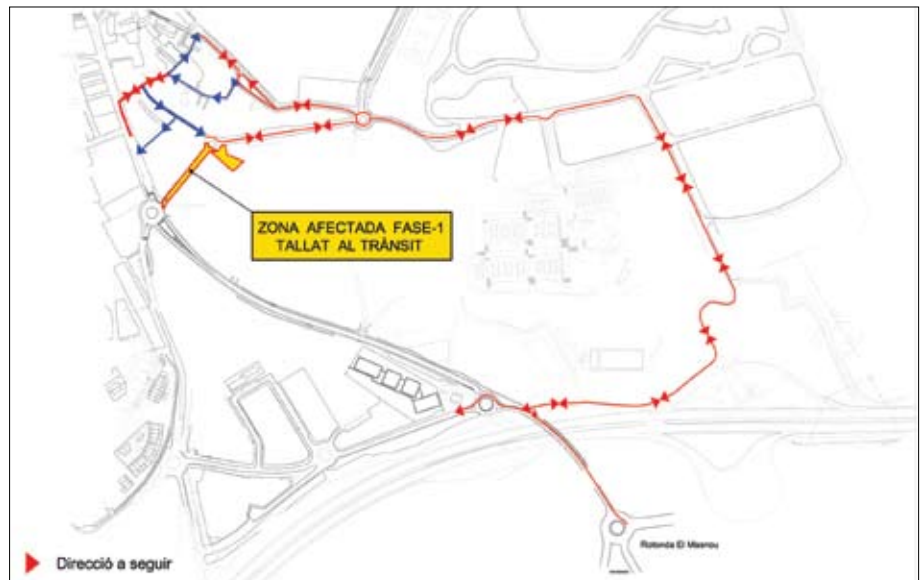 ZONA AFECTADA FASE-1
TALLAT AL TRÀNSIT
Rotonda El Masnou
Direcció a seguir